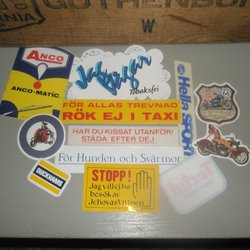 ANCO
ANCO-MATIC.
Tobaksfri
FÖR ALLAS TREVNAD
RÖK EJ I TAXI
HAR DU KISSAT UTANFÖR!
STÄDA EFTER DEJ.
För Hunden och Svärmor
Hella SPORT
DUCKHAMS
STOPP!
Jag vill ej ha
besök av
Jehovas Vittnen